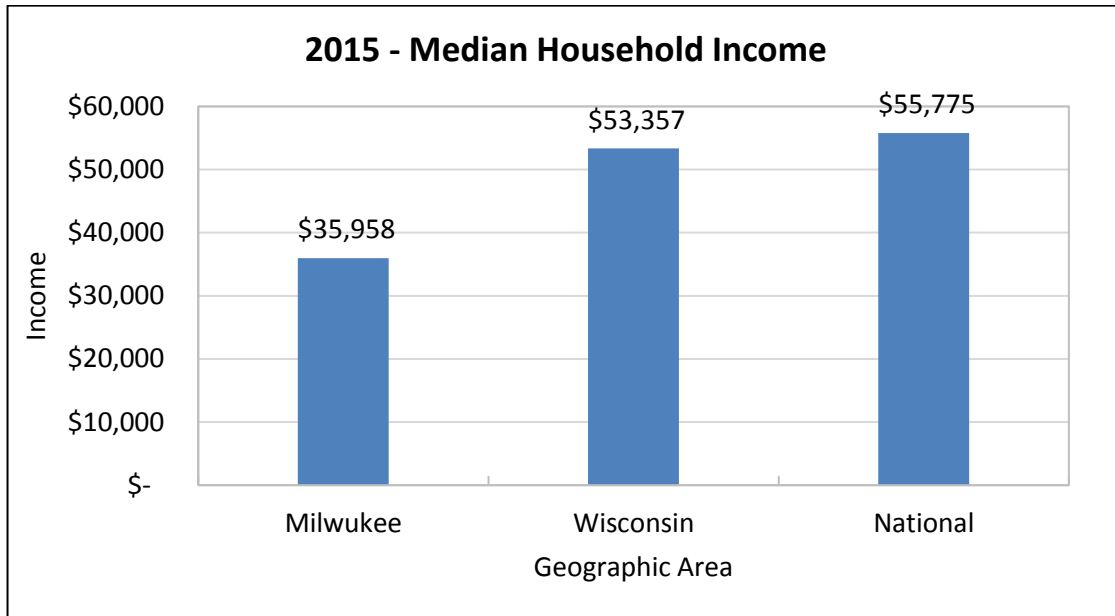 2015 - Median Household Income
$60,000
$50,000
$40,000
$30,000
$20,000
$10,000
$-
Income
$35,958
$53,357
$55,775
Milwukee
Wisconsin
National
Geographic Area